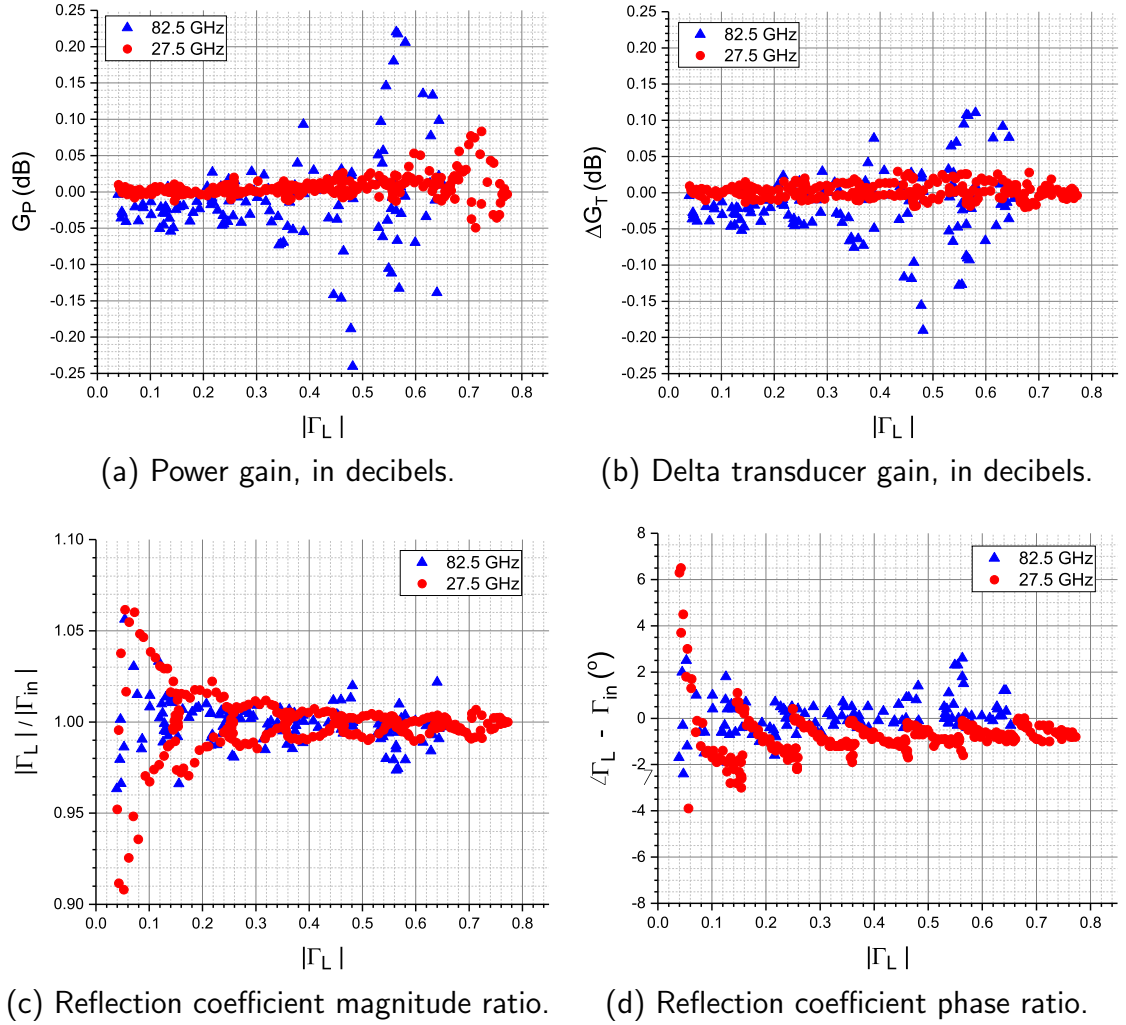 82.5 GHz
27.5 GHz
0.25
0.20
0.15
0.10
0.05
0.00
-0.05
-0.10
-0.15
-0.20
-0.25
0.0 0.1 0.2 0.3 0.4 0.5 0.6 0.7 0.8
G_P (dB)
|Γ_L|
(a) Power gain, in decibels.
82.5 GHz
27.5 GHz
0.25
0.20
0.15
0.10
0.05
0.00
-0.05
-0.10
-0.15
-0.20
0.25
0.0 0.1 0.2 0.3 0.4 0.5 0.6 0.7 0.8
ΔG_T (dB)
|Γ_L|
(b) Delta transducer gain, in decibels.
82.5 GHz
27.5 GHz
1.10
1.05
1.00
0.95
0.90
0.0 0.1 0.2 0.3 0.4 0.5 0.6 0.7 0.8
|Γ_L| / |Γ_in|
|Γ_L|
(c) Reflection coefficient magnitude ratio.
82.5 GHz
27.5 GHz
8
6
4
2
0
-2
-4
-6
-8
0.0 0.1 0.2 0.3 0.4 0.5 0.6 0.7 0.8
∠Γ_L - Γ_in (º)
|Γ_L|
(d) Reflection coefficient phase ratio.